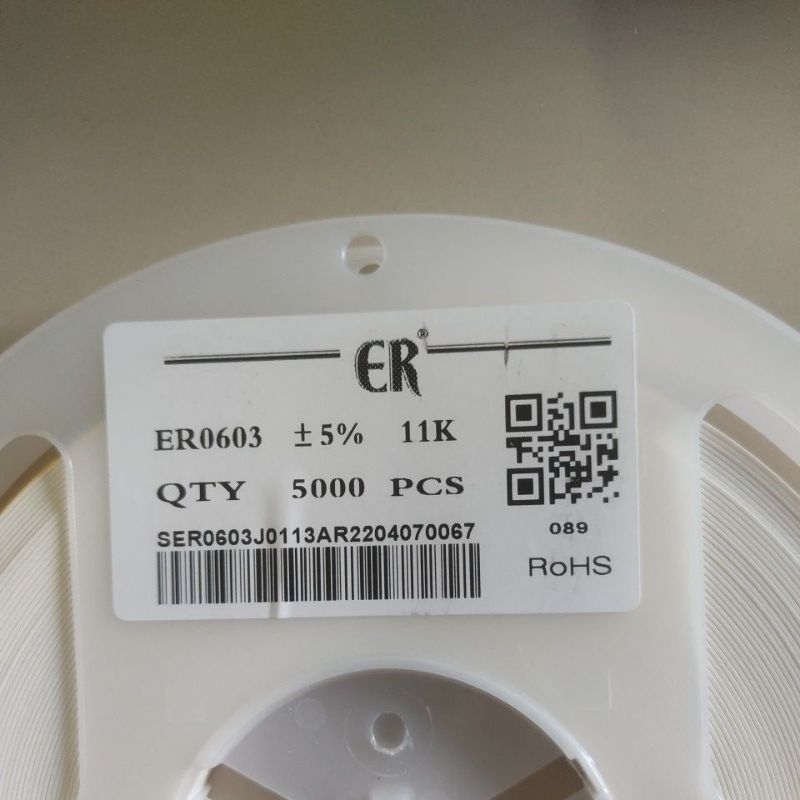 ER®
ER0603 ±5% 11K
QTY 5000 PCS
SER0603J0113AR2204070067
089
RoHS